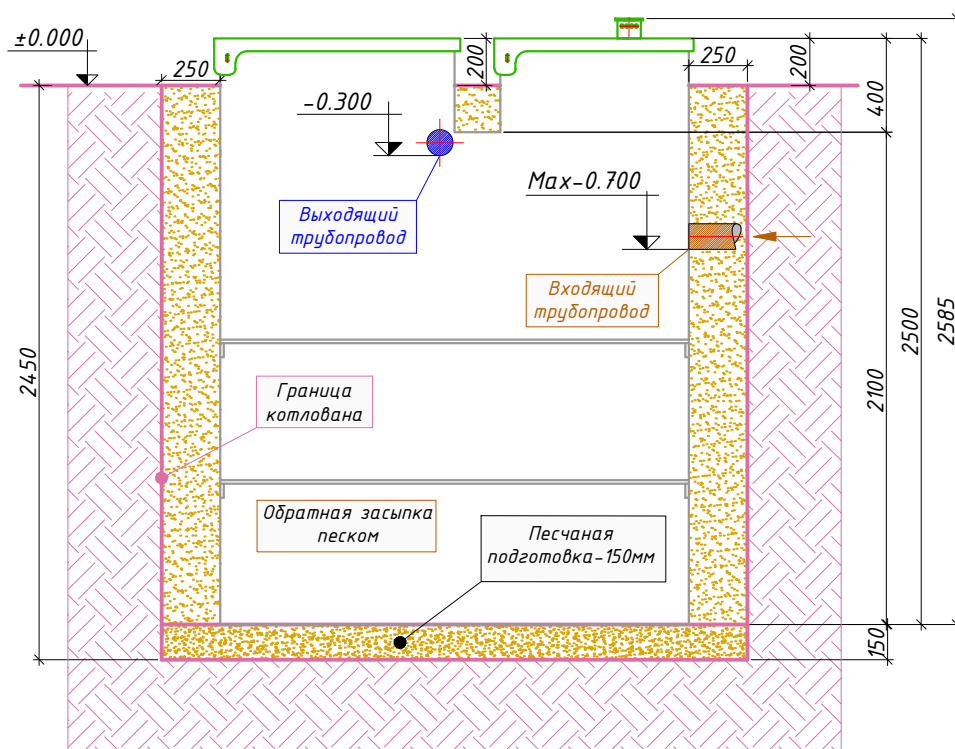 ±0.000
250
200
250
200
400
-0.300
Max-0.700
Выходящий
трубопровод
Входящий
трубопровод
2450
2500
2585
2100
Граница
котлована
Обратная засыпка
песком
Песчаная
подготовка-150мм
150